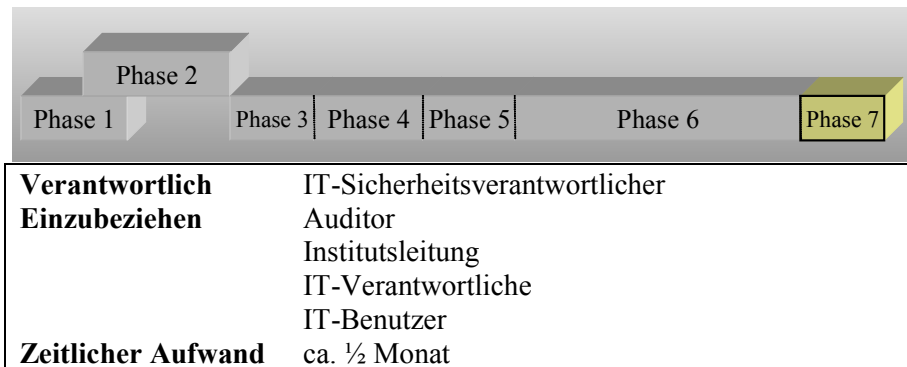 Phase 2
Phase 1 Phase 3 Phase 4 Phase 5 Phase 6 Phase 7
Verantwortlich IT-Sicherheitsverantwortlicher
Einzubeziehen Auditor
Institutsleitung
IT-Verantwortliche
IT-Benutzer
Zeitlicher Aufwand ca. ½ Monat